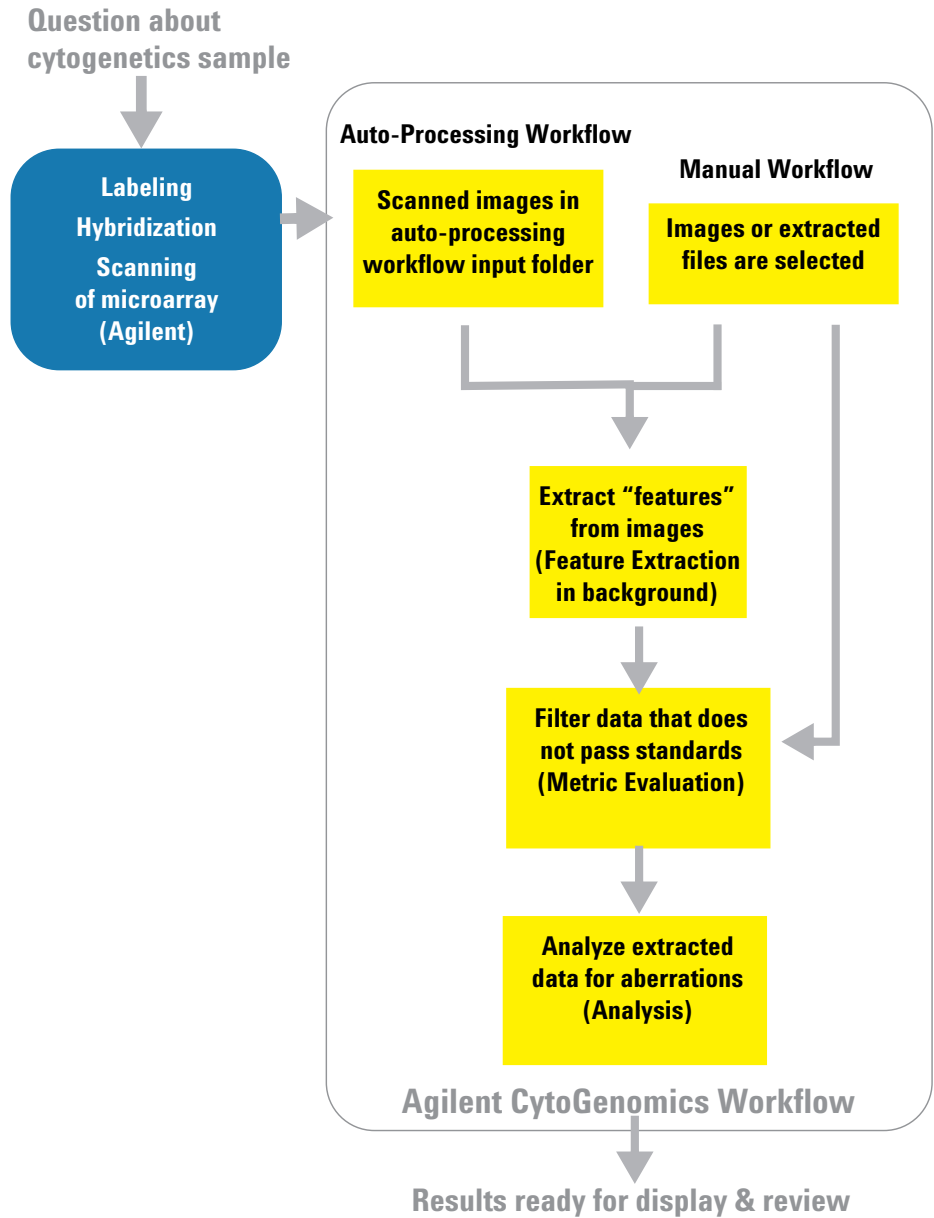 Question about
cytogenetics sample
Labeling
Hybridization
Scanning
of microarray
(Agilent)
Auto-Processing Workflow
Scanned images in
auto-processing
workflow input folder
Manual Workflow
Images or extracted
files are selected
Extract “features”
from images
(Feature Extraction
in background)
Filter data that does
not pass standards
(Metric Evaluation)
Analyze extracted
data for aberrations
(Analysis)
Agilent CytoGenomics Workflow
Results ready for display & review